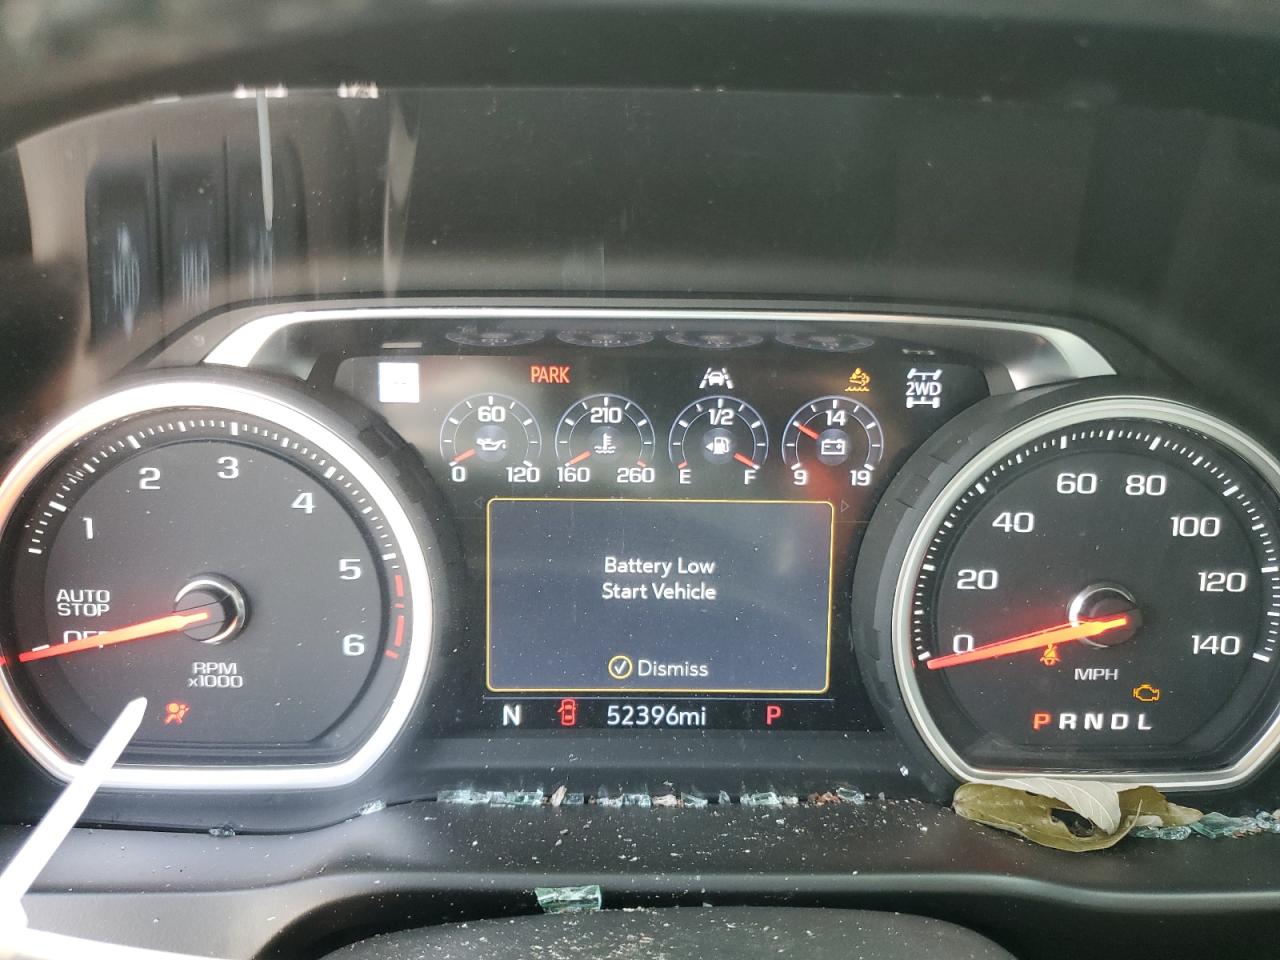 PARK
2WD
60
0 120
210
160 260
1/2
E F
14
9 19
1
2
3
4
5
6
AUTO
STOP
OFF
RPM
x1000
Battery Low
Start Vehicle
Dismiss
N 52396mi P
0
20
40
60
80
100
120
140
MPH
PRNDL